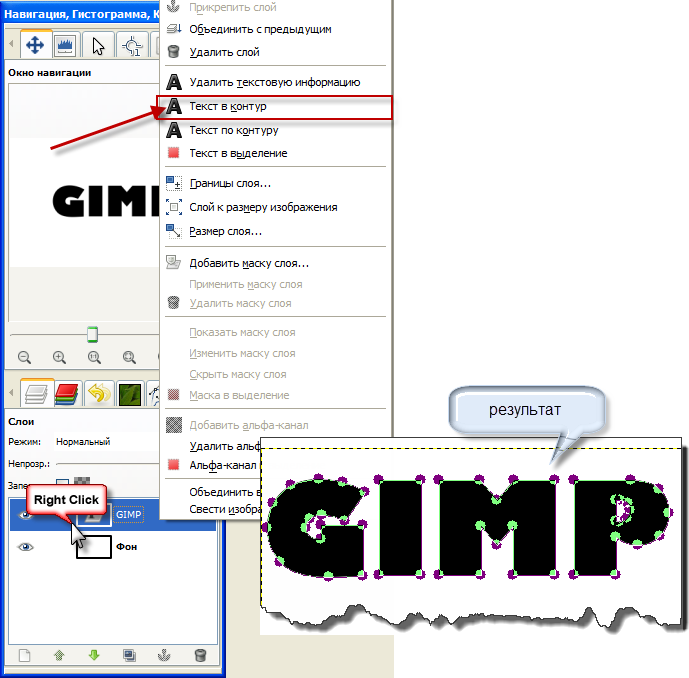 Навигация, Гистограмма, К
Окно навигации
GIMP
Слои
Режим: Нормальный
Непрозр.:
Запе
Right Click
GIMP
Фон
Прикрепить слой
Объединить с предыдущим
Удалить слой
Удалить текстовую информацию
Текст в контур
Текст по контуру
Текст в выделение
Границы слоя...
Слой к размеру изображения
Размер слоя...
Добавить маску слоя...
Применить маску слоя
Удалить маску слоя
Показать маску слоя
Изменить маску слоя
Скрыть маску слоя
Маска в выделение
Добавить альфа-канал
Удалить альф
Альфа-канал
Объединить в
Свести изобра
результат
GIMP